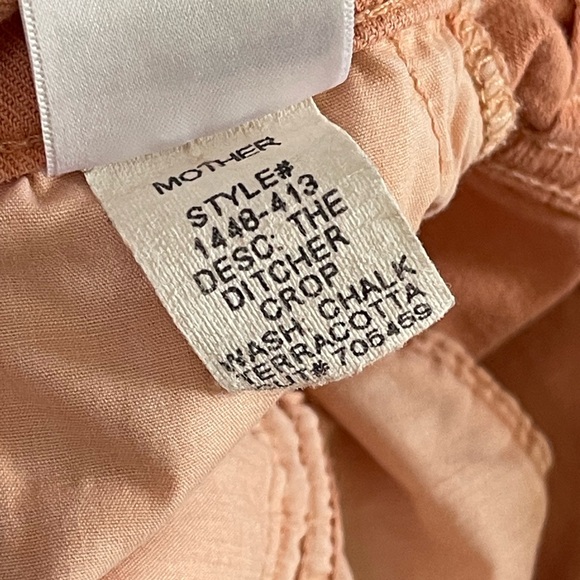 MOTHER
STYLE#
1448-413
DESC: THE
DITCHER
CROP
WASH: CHALK
TERRACOTTA
CUT# 705459